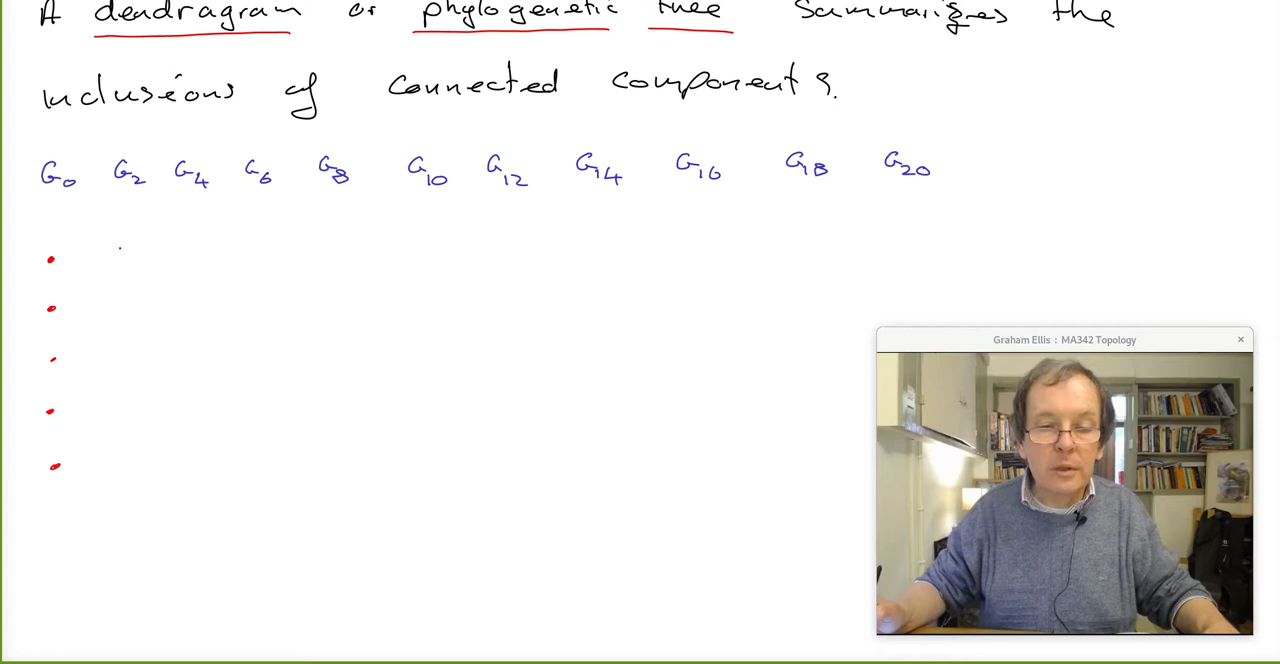 A dendragram or phylogenetic tree summarizes the
inclusions of connected components.
G0 G2 G4 G6 G8 G10 G12 G14 G16 G18 G20
Graham Ellis : MA342 Topology ×